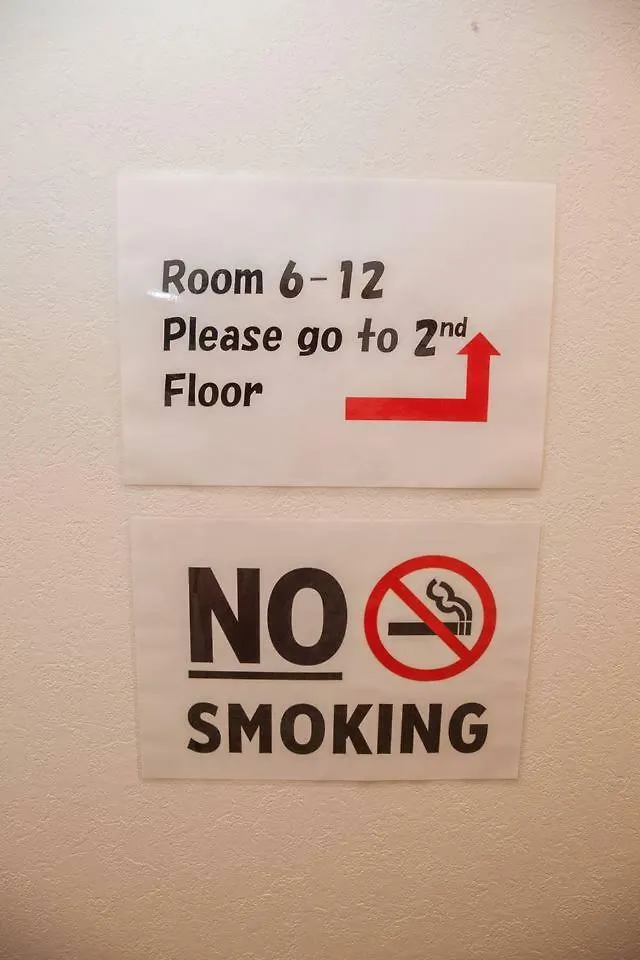 Room 6-12
Please go to 2nd
Floor
NO
SMOKING